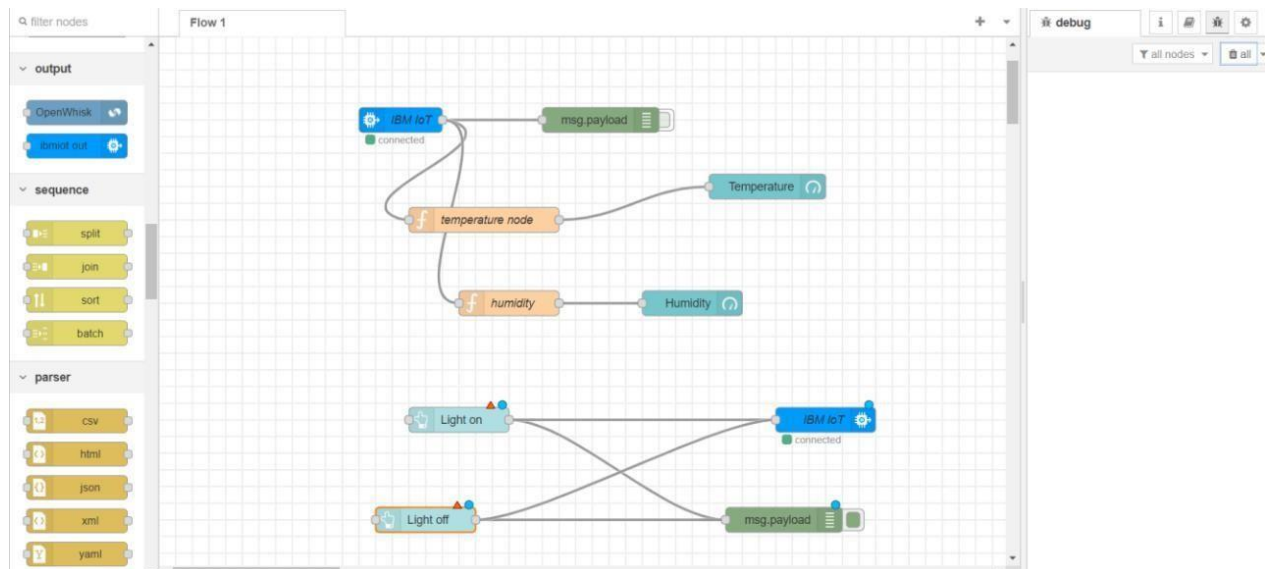 filter nodes
Flow 1
debug
i
all nodes
all
output
OpenWhisk
ibmiot out
sequence
split
join
sort
batch
parser
csv
html
json
xml
yaml
IBM IoT
connected
msg.payload
Temperature
temperature node
humidity
Humidity
Light on
IBM IoT
connected
Light off
msg.payload